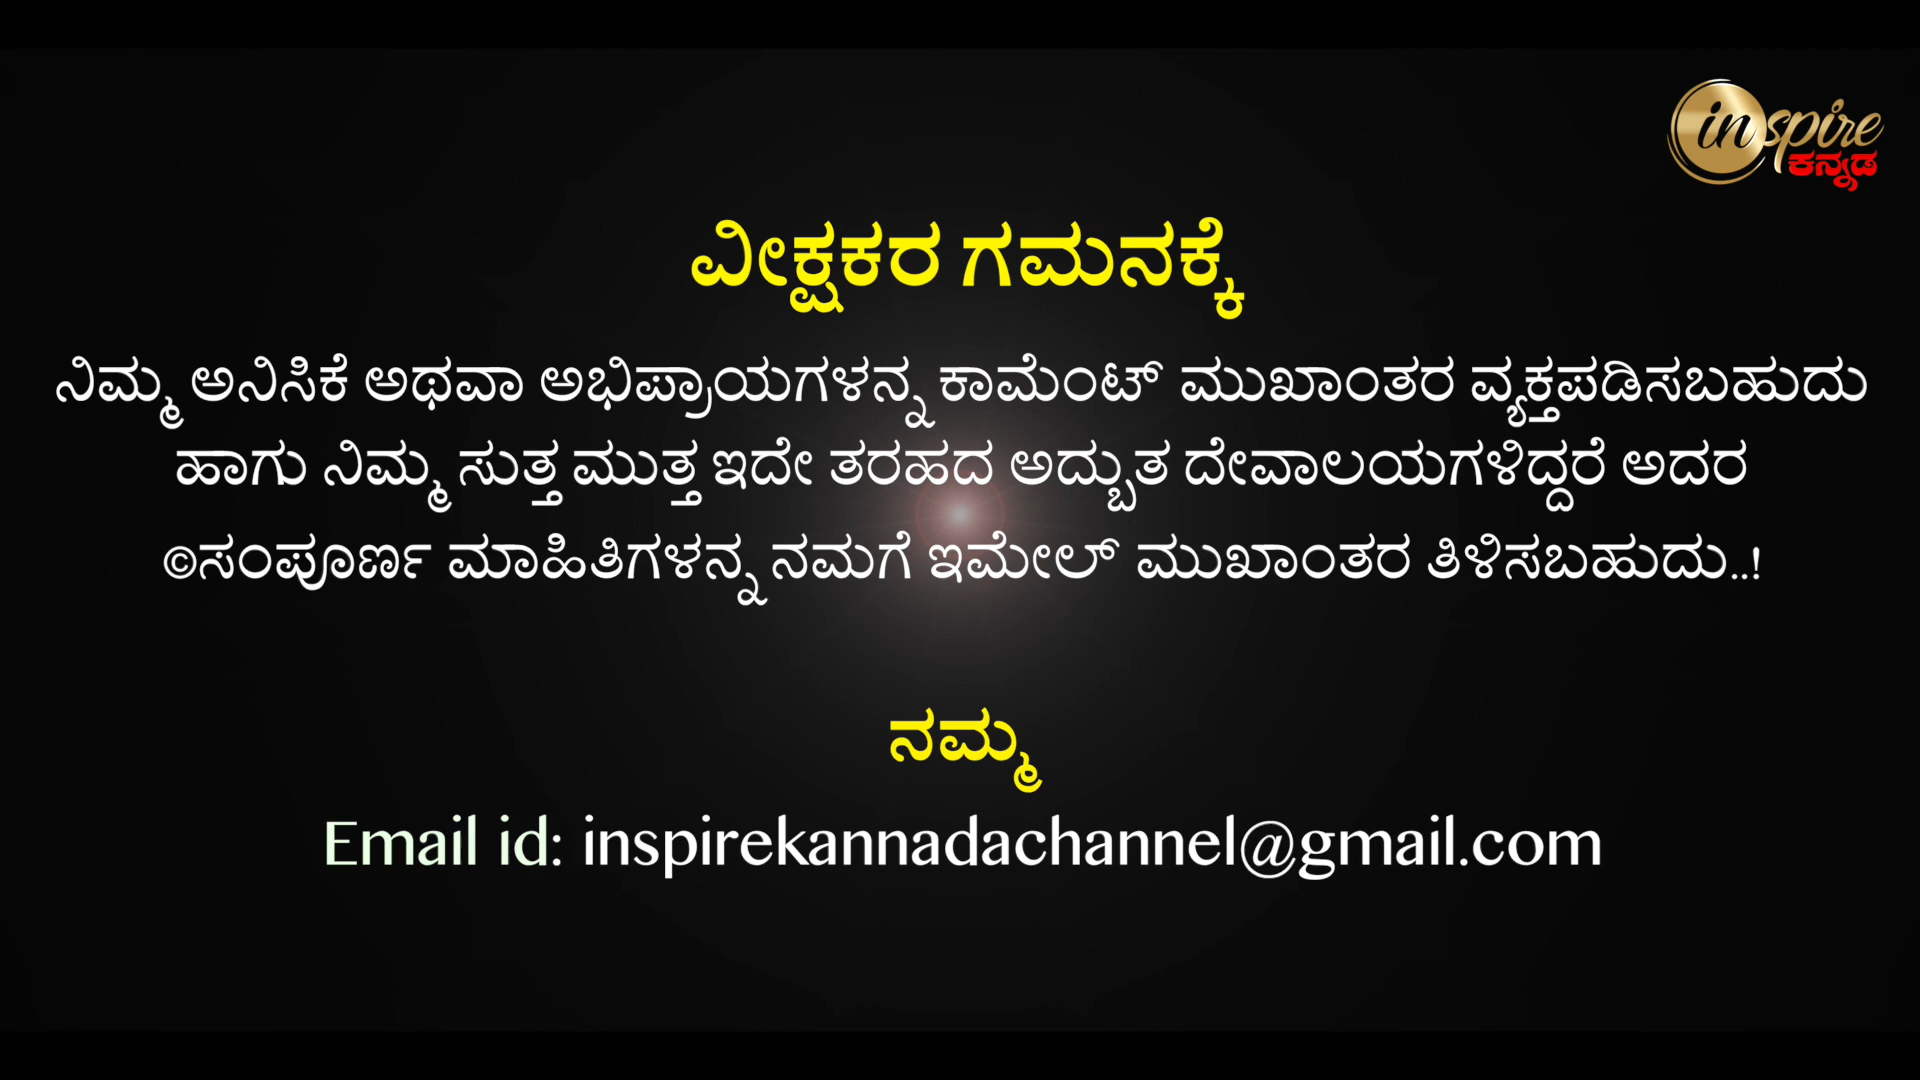 inspire
ಕನ್ನಡ
ವೀಕ್ಷಕರ ಗಮನಕ್ಕೆ
ನಿಮ್ಮ ಅನಿಸಿಕೆ ಅಥವಾ ಅಭಿಪ್ರಾಯಗಳನ್ನ ಕಾಮೆಂಟ್ ಮುಖಾಂತರ ವ್ಯಕ್ತಪಡಿಸಬಹುದು
ಹಾಗು ನಿಮ್ಮ ಸುತ್ತ ಮುತ್ತ ಇದೇ ತರಹದ ಅದ್ಬುತ ದೇವಾಲಯಗಳಿದ್ದರೆ ಅದರ
©ಸಂಪೂರ್ಣ ಮಾಹಿತಿಗಳನ್ನ ನಮಗೆ ಇಮೇಲ್ ಮುಖಾಂತರ ತಿಳಿಸಬಹುದು..!
ನಮ್ಮ
Email id: inspirekannadachannel@gmail.com